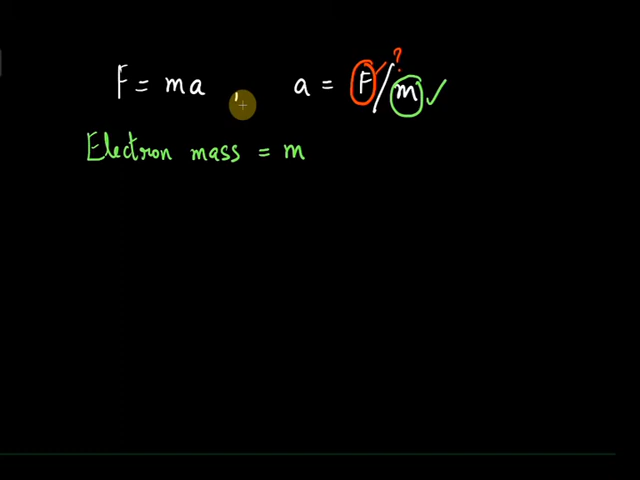 F = ma , a = F/m ✓ ?
Electron mass = m